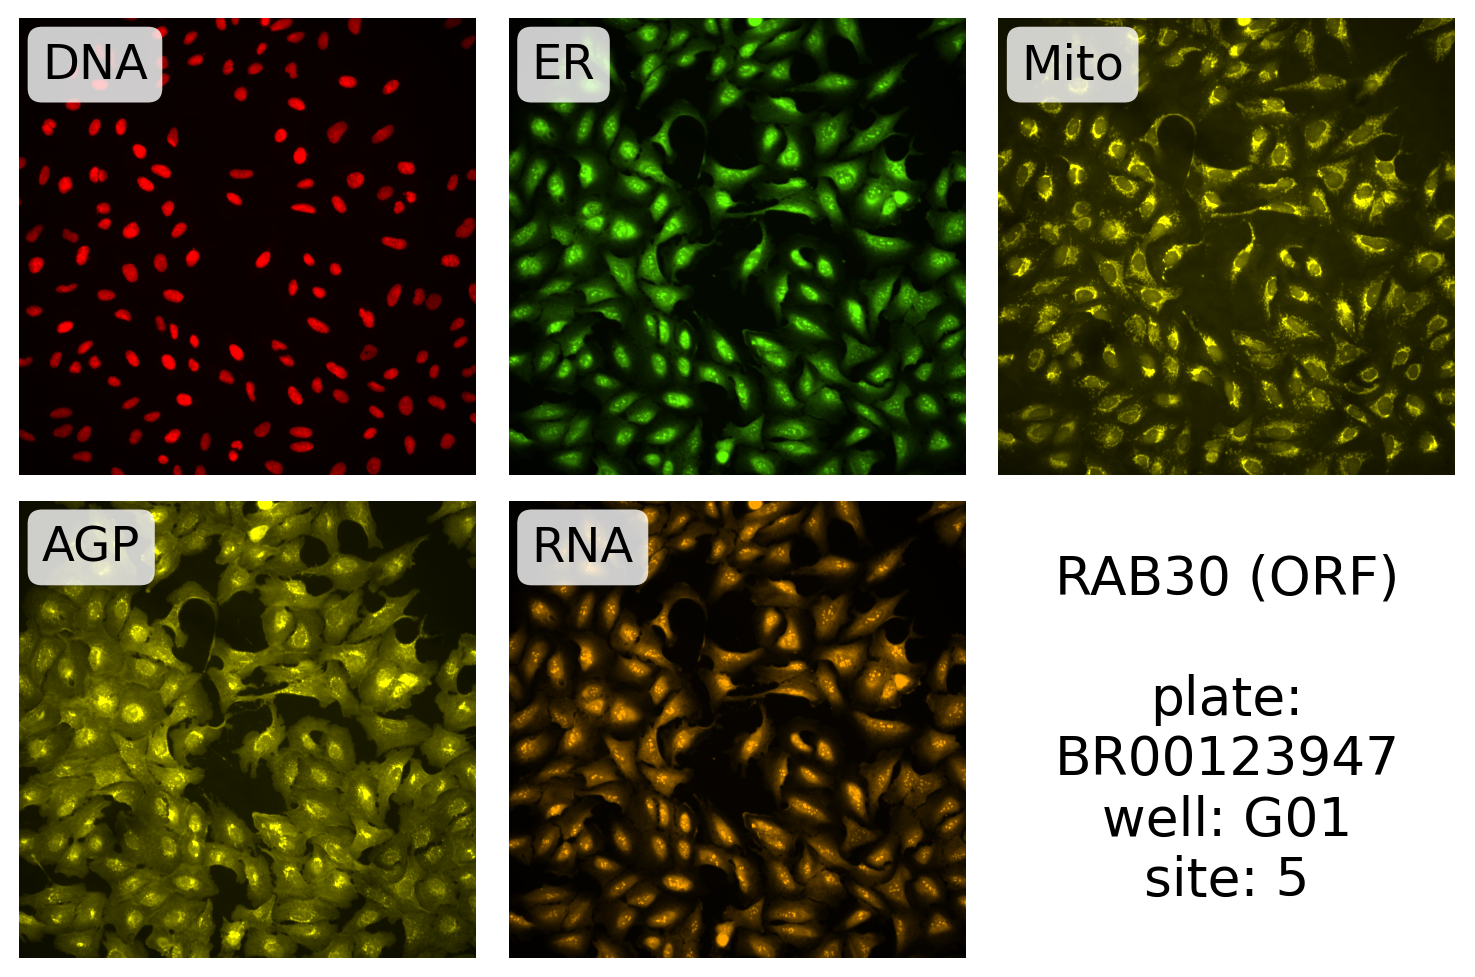 DNA
ER
Mito
AGP
RNA
RAB30 (ORF)
plate:
BR00123947
well: G01
site: 5